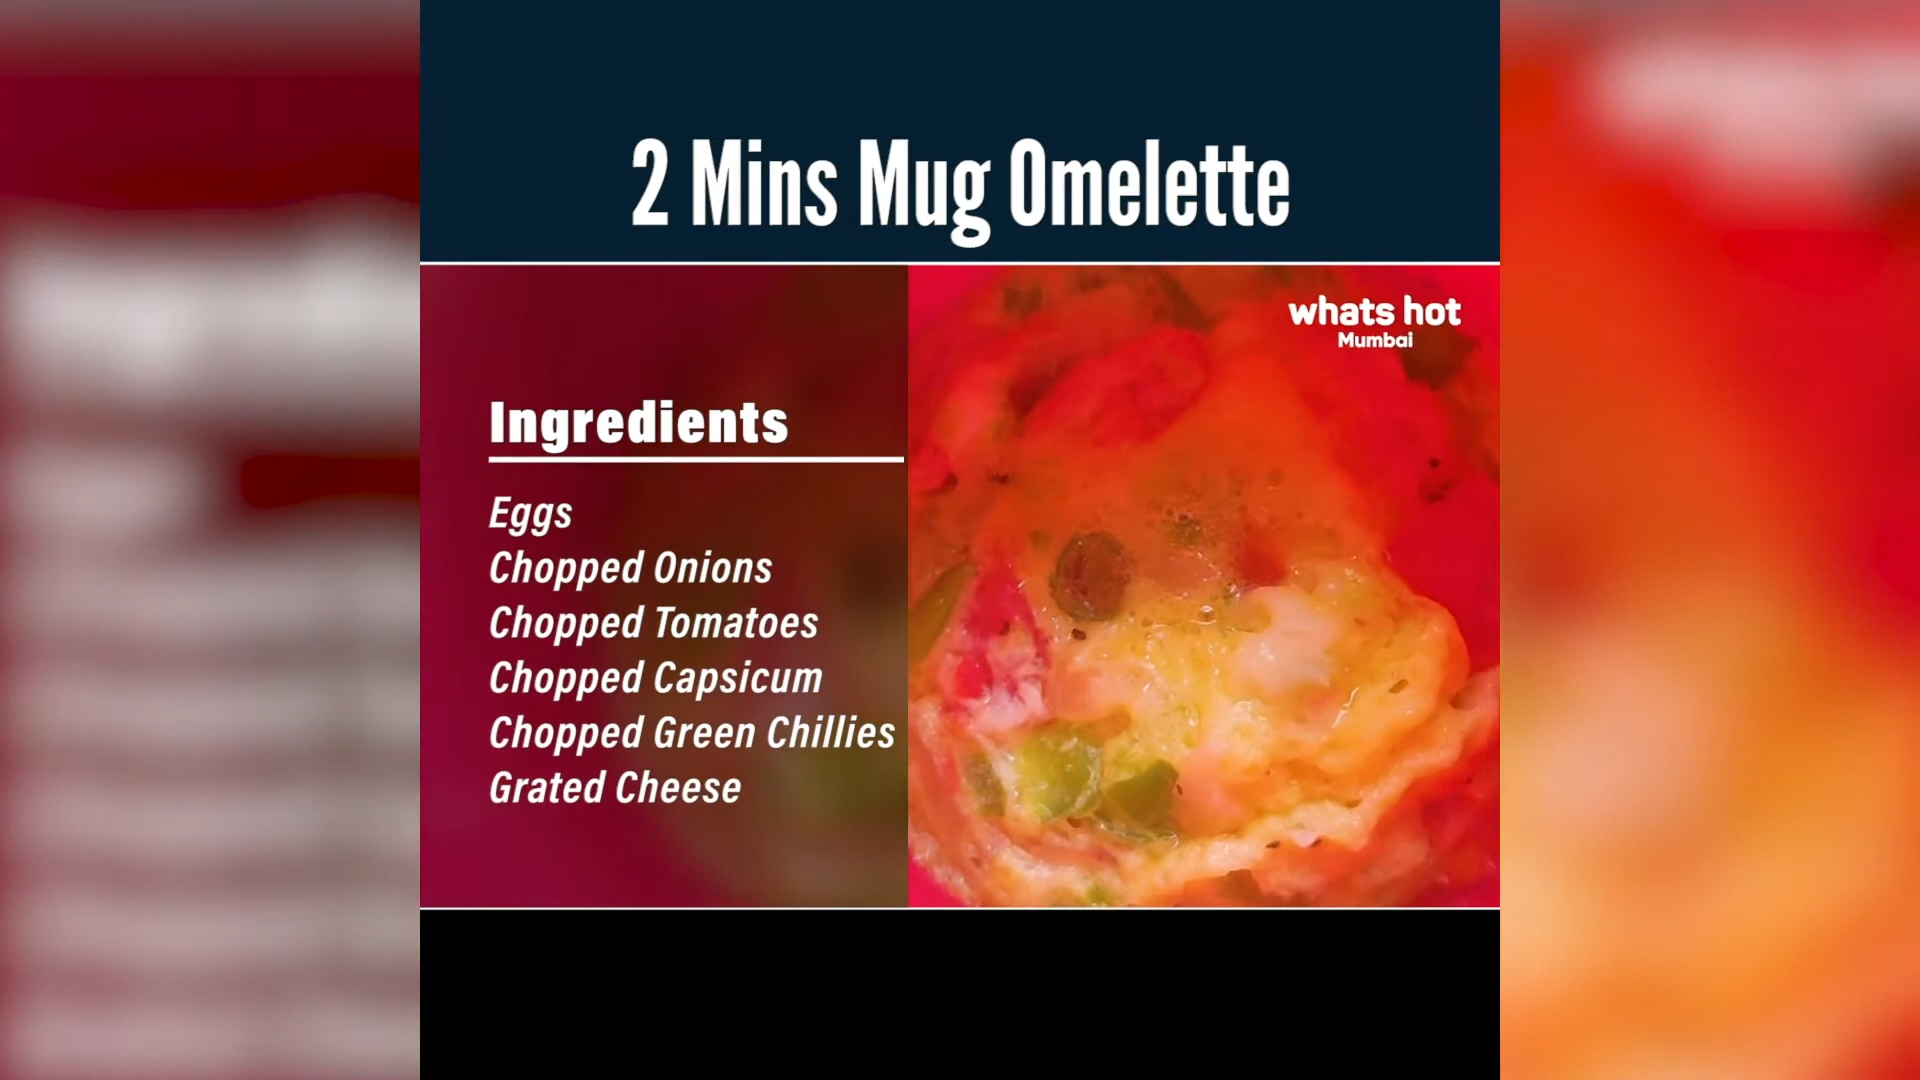 2 Mins Mug Omelette
whats hot
Mumbai
Ingredients
Eggs
Chopped Onions
Chopped Tomatoes
Chopped Capsicum
Chopped Green Chillies
Grated Cheese